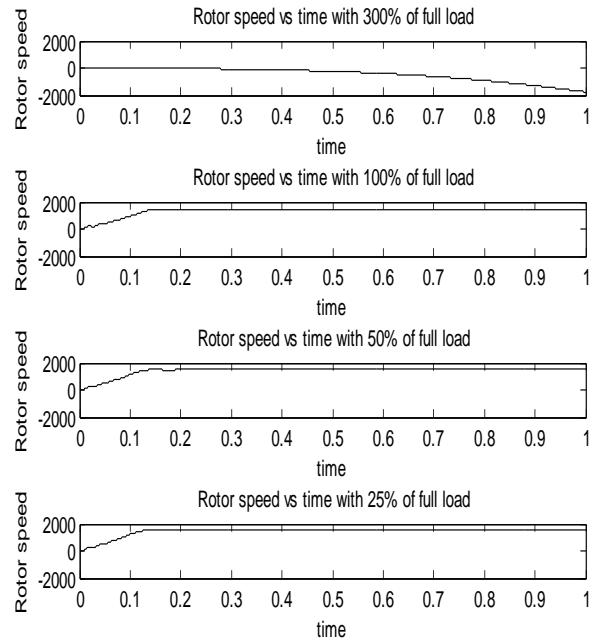 Rotor speed vs time with 300% of full load
Rotor speed
2000
0
-2000
0 0.1 0.2 0.3 0.4 0.5 0.6 0.7 0.8 0.9 1
time
Rotor speed vs time with 100% of full load
Rotor speed
2000
0
-2000
0 0.1 0.2 0.3 0.4 0.5 0.6 0.7 0.8 0.9 1
time
Rotor speed vs time with 50% of full load
Rotor speed
2000
0
-2000
0 0.1 0.2 0.3 0.4 0.5 0.6 0.7 0.8 0.9 1
time
Rotor speed vs time with 25% of full load
Rotor speed
2000
0
-2000
0 0.1 0.2 0.3 0.4 0.5 0.6 0.7 0.8 0.9 1
time